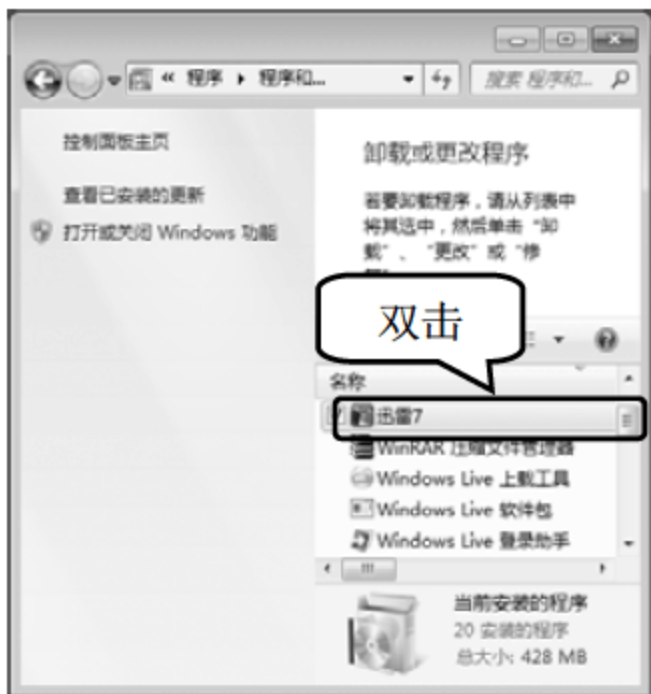 « 程序 ▸ 程序和...
搜索 程序和...
控制面板主页
查看已安装的更新
打开或关闭 Windows 功能
卸载或更改程序
若要卸载程序，请从列表中
将其选中，然后单击“卸
载”、“更改”或“修
双击
名称
迅雷7
WinRAR 压缩文件管理器
Windows Live 上载工具
Windows Live 软件包
Windows Live 登录助手
当前安装的程序
20 安装的程序
总大小: 428 MB